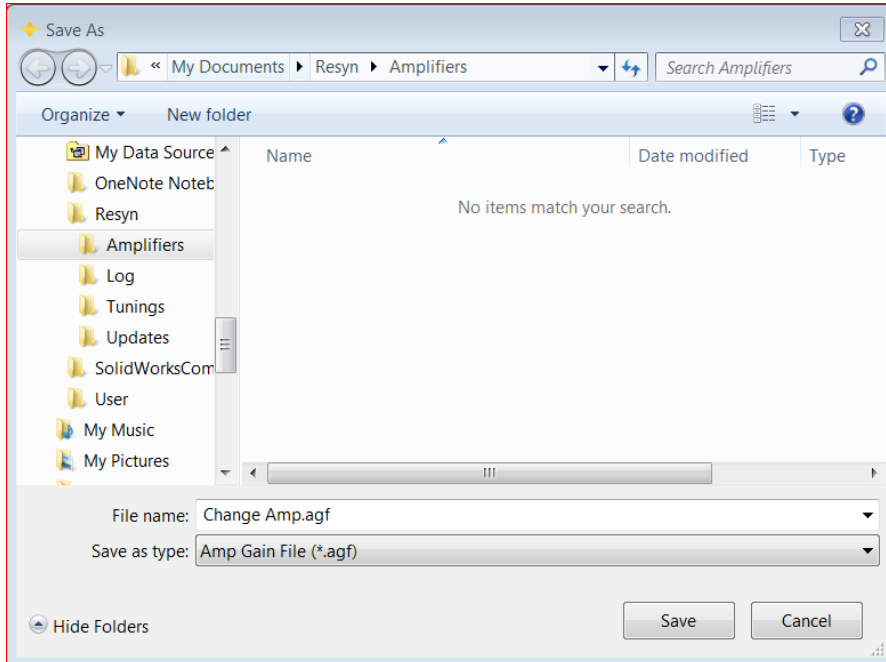 Save As
« My Documents Resyn Amplifiers Search Amplifiers
Organize New folder
Name Date modified Type
No items match your search.
My Data Source
OneNote Noteb
Resyn
Amplifiers
Log
Tunings
Updates
SolidWorksCom
User
My Music
My Pictures
File name: Change Amp.agf
Save as type: Amp Gain File (*.agf)
Hide Folders Save Cancel